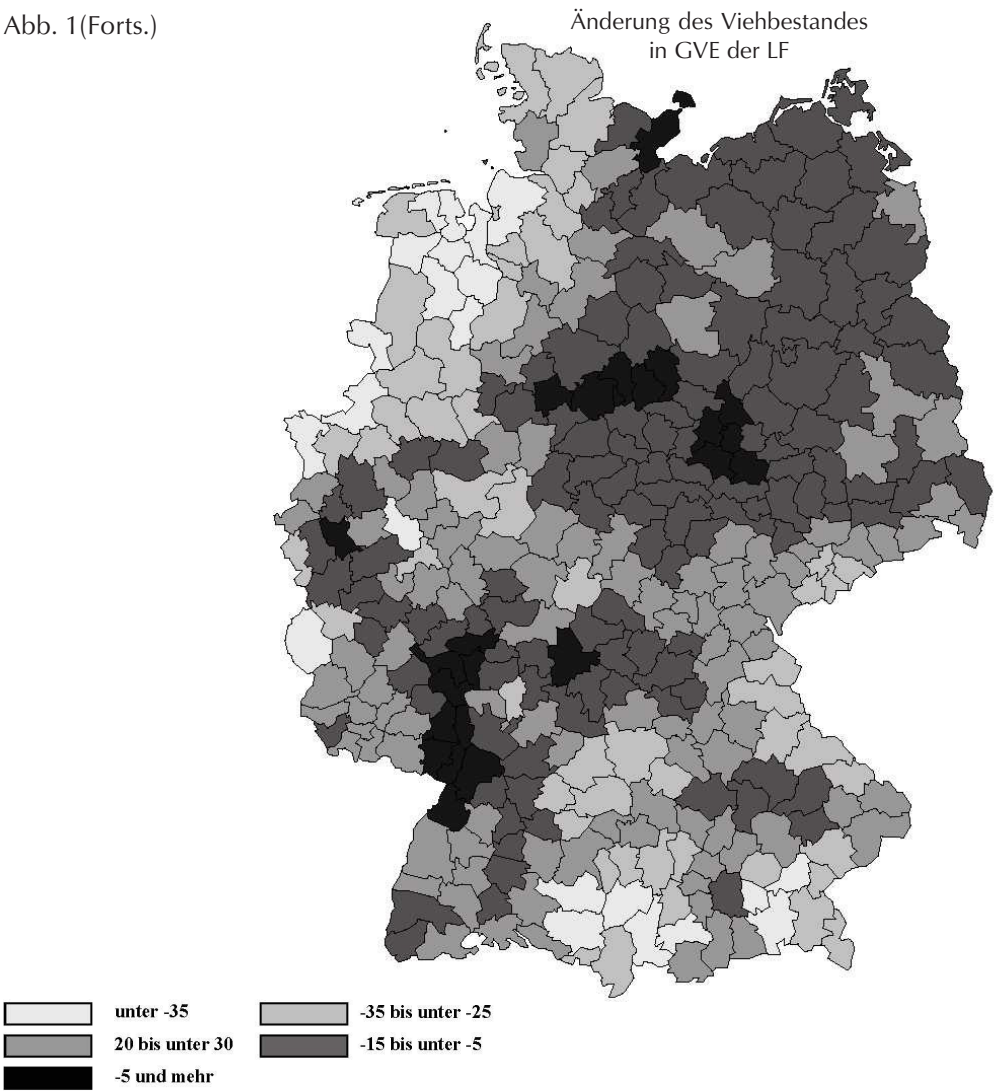 Abb. 1(Forts.)
Änderung des Viehbestandes
in GVE der LF
unter -35
-35 bis unter -25
20 bis unter 30
-15 bis unter -5
-5 und mehr